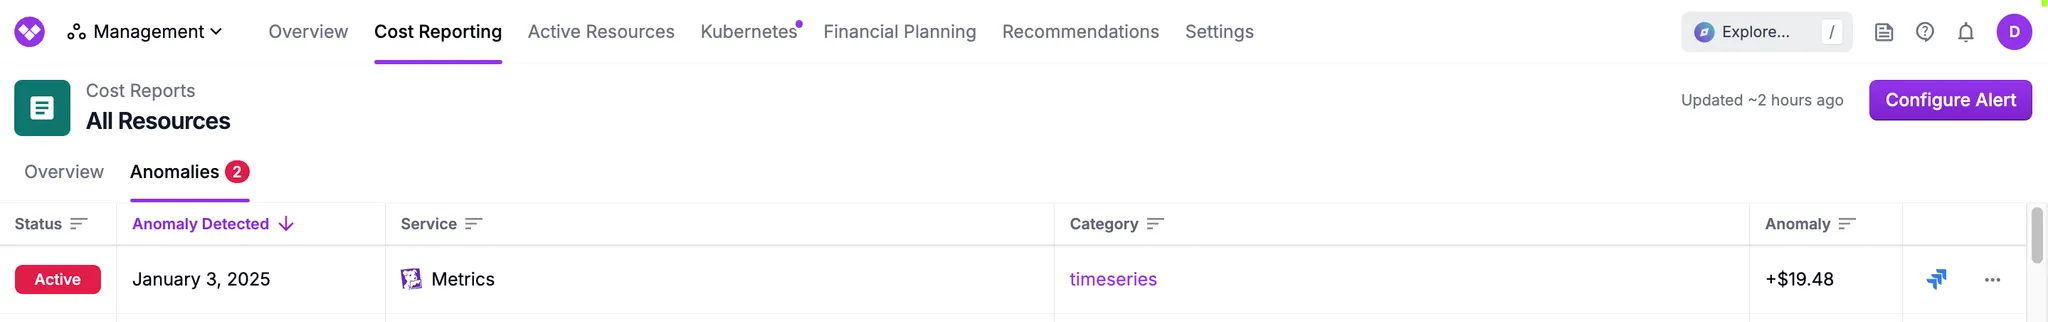 Management Overview Cost Reporting Active Resources Kubernetes Financial Planning Recommendations Settings Explore... / D
Cost Reports
All Resources
Updated ~2 hours ago Configure Alert
Overview Anomalies 2
Status Anomaly Detected Service Category Anomaly
Active January 3, 2025 Metrics timeseries +$19.48